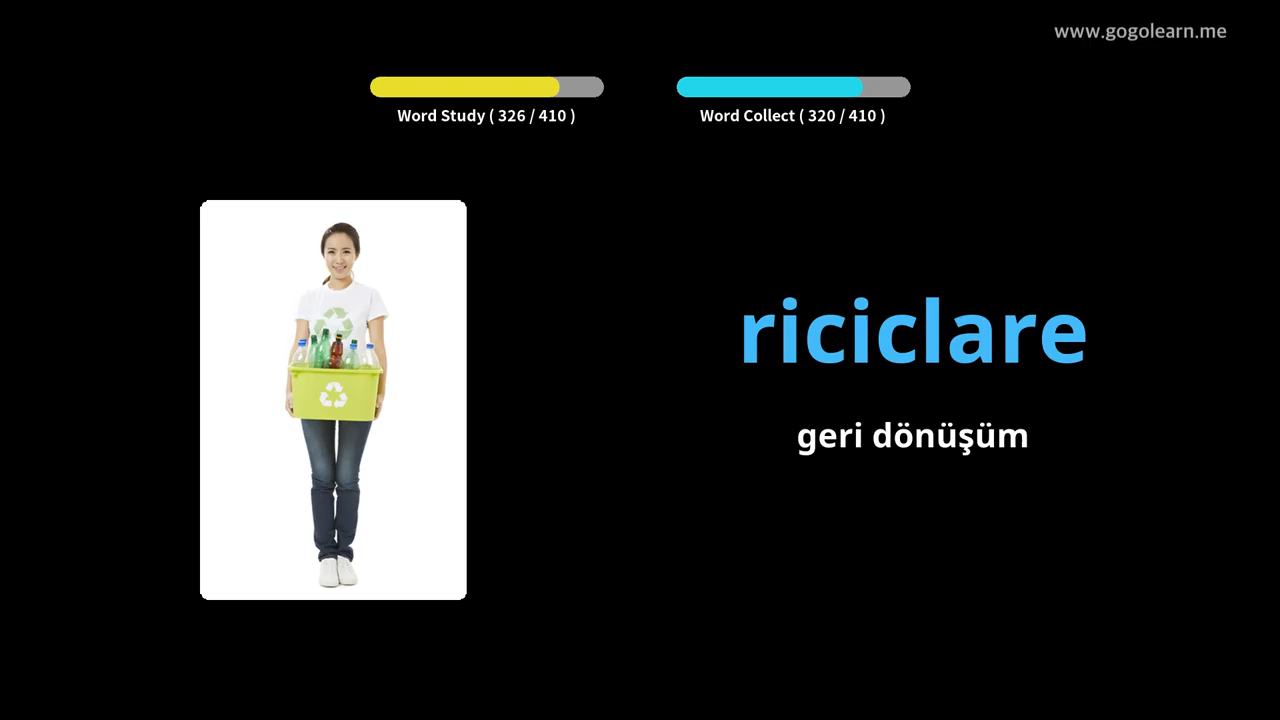 www.gogolearn.me
Word Study ( 326 / 410 )
Word Collect ( 320 / 410 )
riciclare
geri dönüşüm